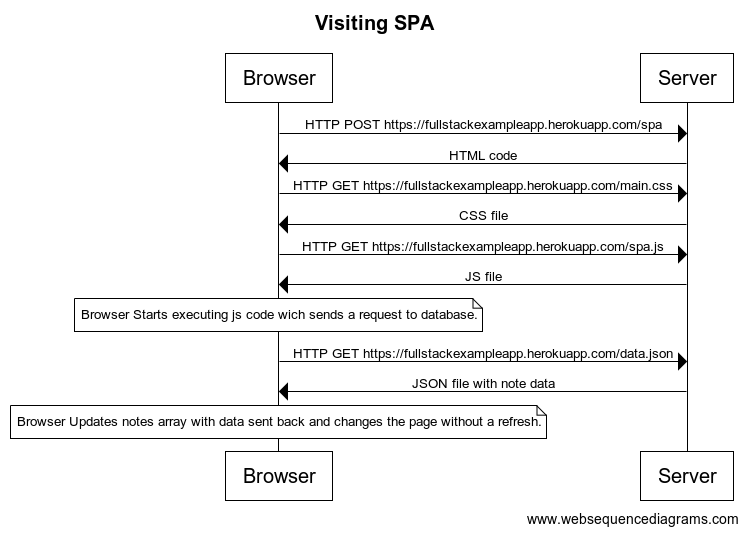 Visiting SPA
Browser
Server
HTTP POST https://fullstackexampleapp.herokuapp.com/spa
HTML code
HTTP GET https://fullstackexampleapp.herokuapp.com/main.css
CSS file
HTTP GET https://fullstackexampleapp.herokuapp.com/spa.js
JS file
Browser Starts executing js code wich sends a request to database.
HTTP GET https://fullstackexampleapp.herokuapp.com/data.json
JSON file with note data
Browser Updates notes array with data sent back and changes the page without a refresh.
Browser
Server
www.websequencediagrams.com